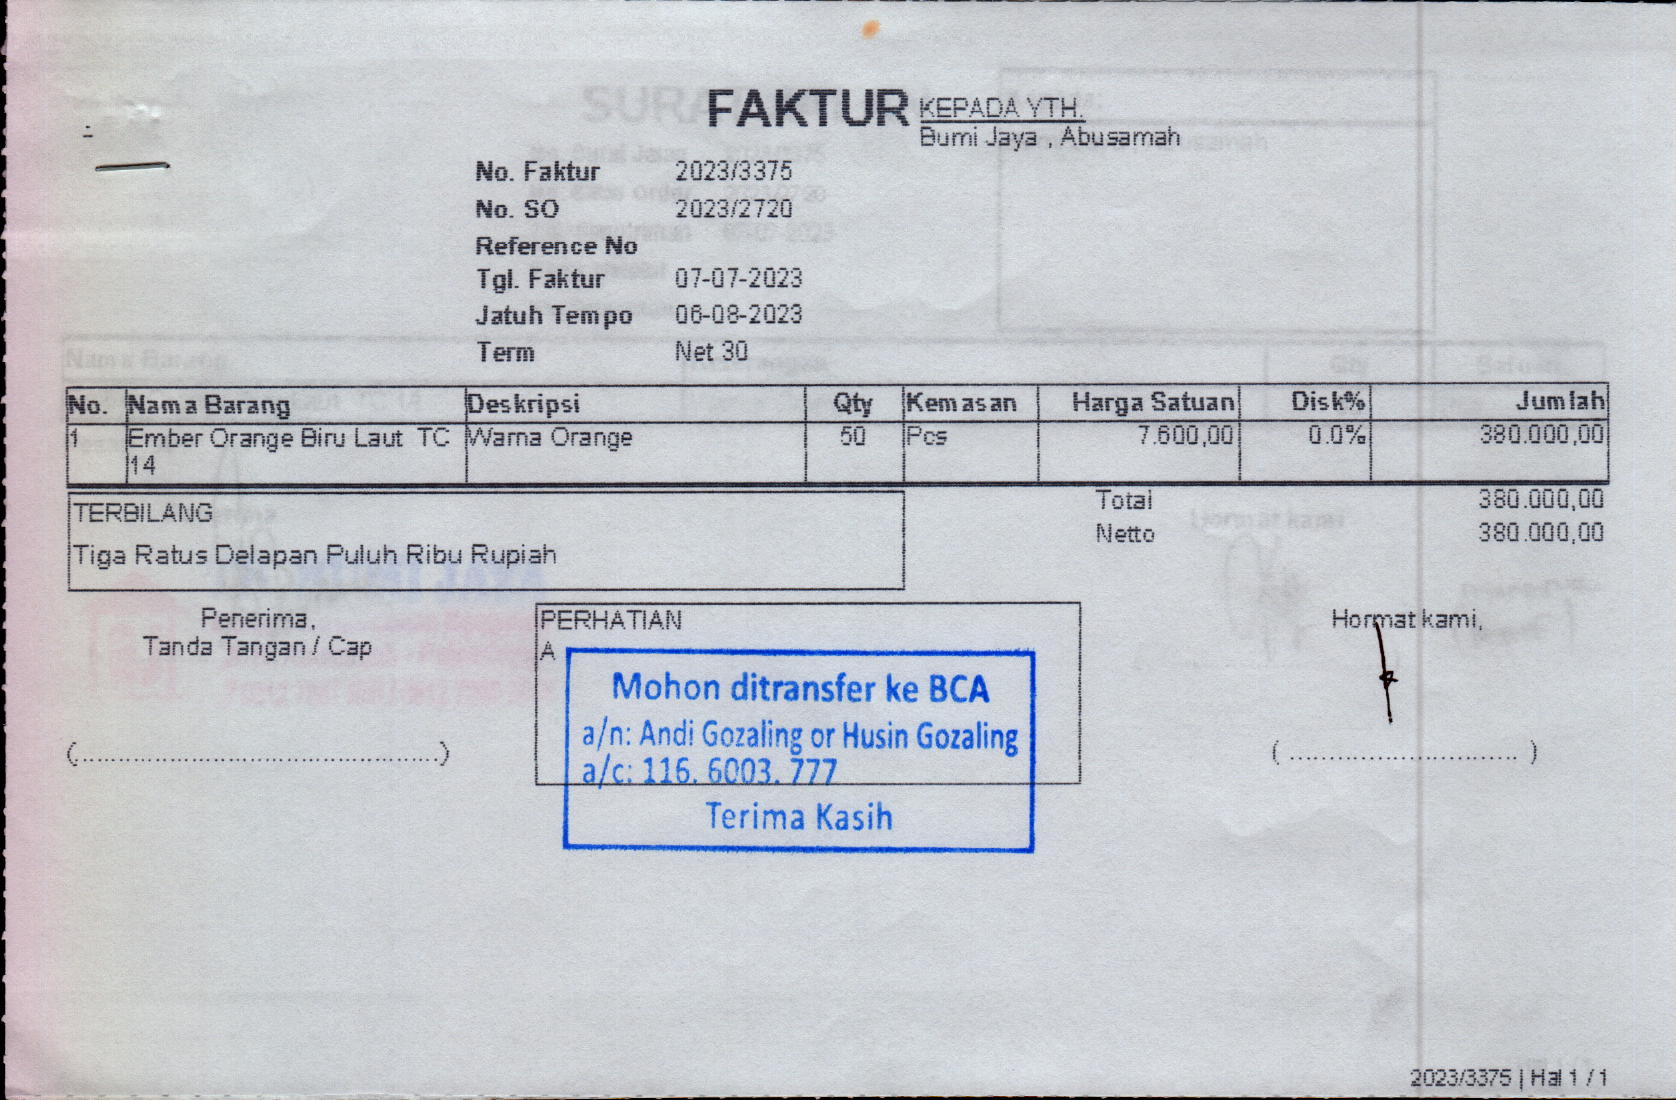 FAKTUR
KEPADA YTH.
Bumi Jaya , Abusamah
No. Faktur 2023/3375
No. SO 2023/2720
Reference No
Tgl. Faktur 07-07-2023
Jatuh Tempo 06-08-2023
Term Net 30
No. Nama Barang Deskripsi Qty Kemasan Harga Satuan Disk% Jumlah
1 Ember Orange Biru Laut TC Warna Orange 50 Pcs 7.600,00 0.0% 380.000,00
14
Total 380.000,00
TERBILANG
Netto 380.000,00
Tiga Ratus Delapan Puluh Ribu Rupiah
Penerima,
Tanda Tangan / Cap
PERHATIAN
A
Mohon ditransfer ke BCA
a/n: Andi Gozaling or Husin Gozaling
a/c: 116. 6003. 777
Terima Kasih
Hormat kami,
2023/3375 | Hal 1 / 1